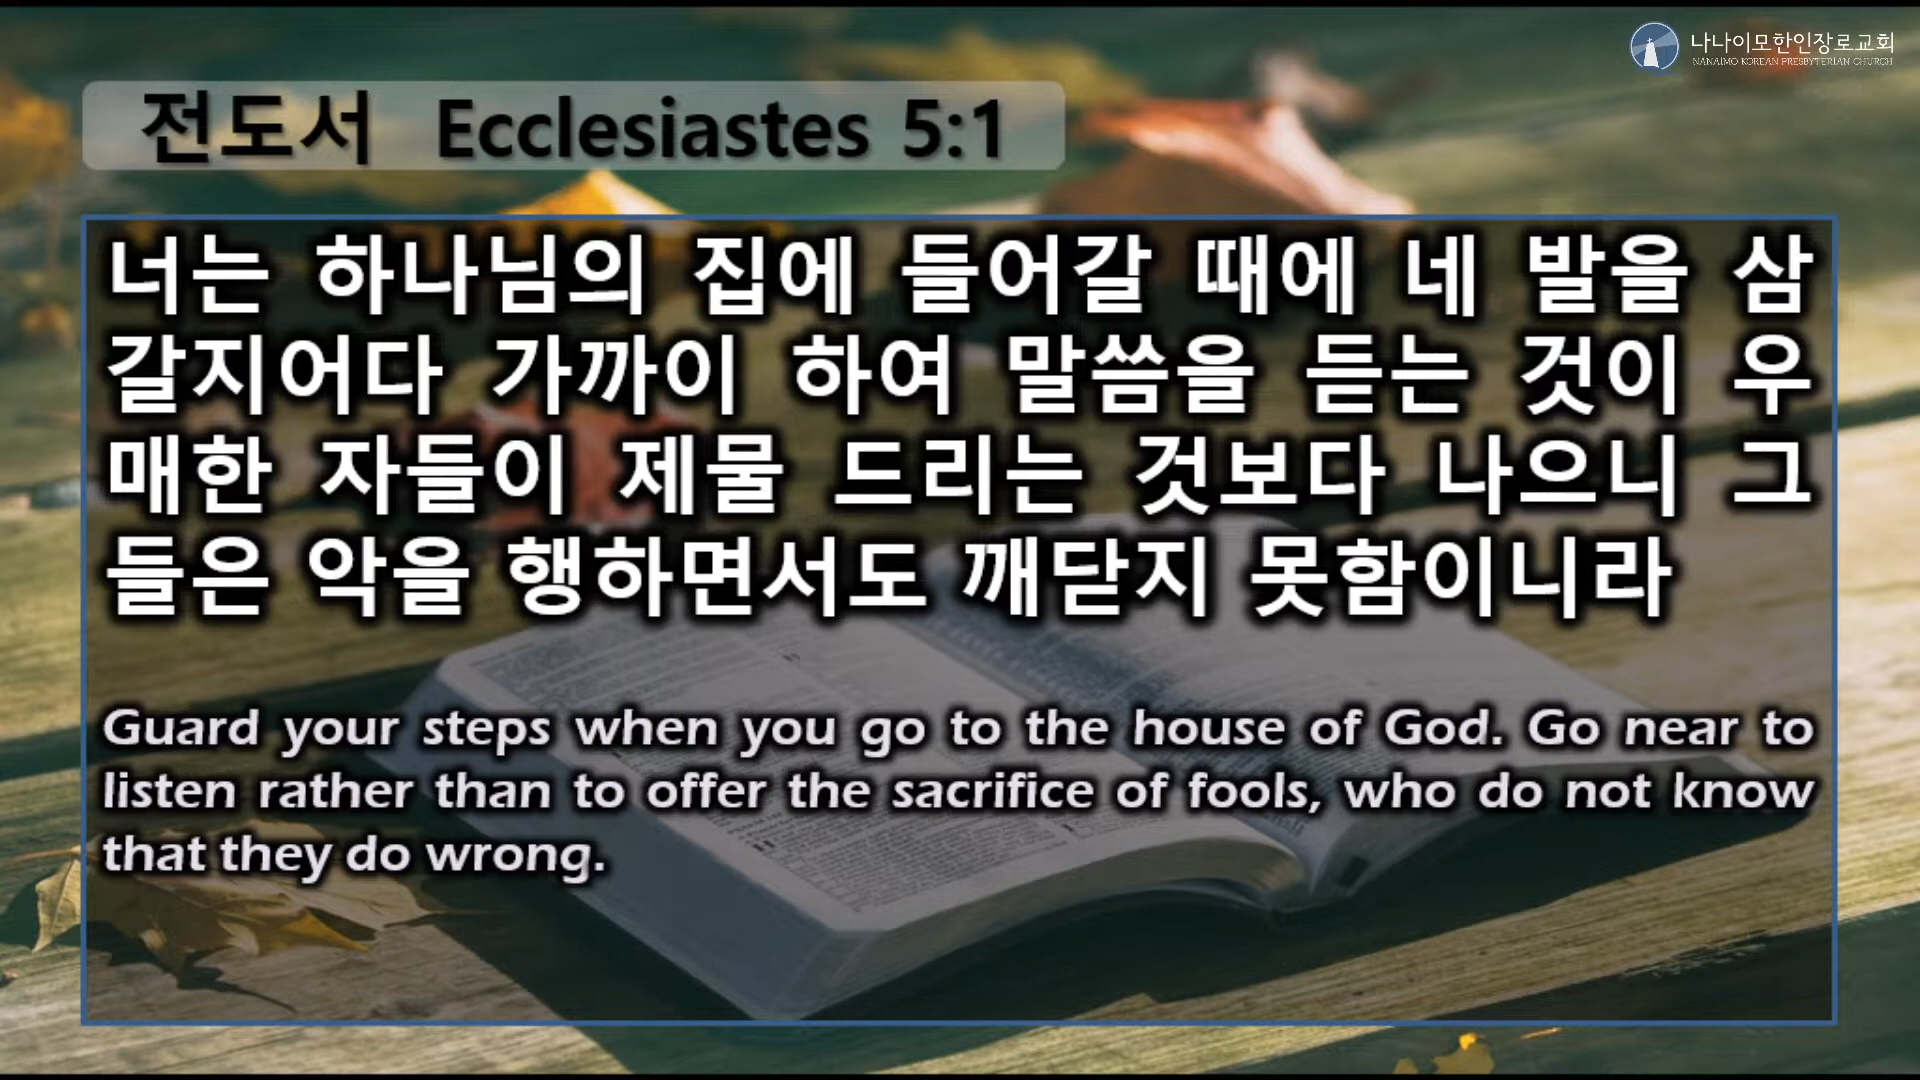 나나이모한인장로교회
NANAIMO KOREAN PRESBYTERIAN CHURCH
전도서 Ecclesiastes 5:1
너는 하나님의 집에 들어갈 때에 네 발을 삼
갈지어다 가까이 하여 말씀을 듣는 것이 우
매한 자들이 제물 드리는 것보다 나으니 그
들은 악을 행하면서도 깨닫지 못함이니라
Guard your steps when you go to the house of God. Go near to
listen rather than to offer the sacrifice of fools, who do not know
that they do wrong.